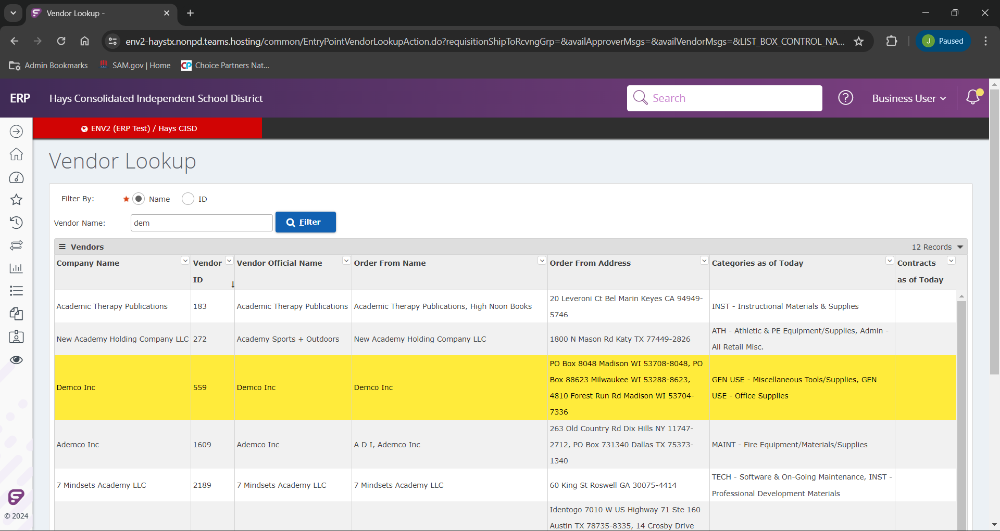 Vendor Lookup -
env2-haystx.nonpd.teams.hosting/common/EntryPointVendorLookupAction.do?requisitionShipToRcvngGrp=&availApproverMsgs=&availVendorMsgs=&LIST_BOX_CONTROL_NA...
J Paused
Admin Bookmarks SAM.gov | Home CP Choice Partners Nat...
ERP Hays Consolidated Independent School District Search ? Business User
ENV2 (ERP Test) / Hays CISD
Vendor Lookup
Filter By: Name ID
Vendor Name: dem Filter
Vendors 12 Records
Company Name Vendor Vendor Official Name Order From Name Order From Address Categories as of Today Contracts
ID as of Today
20 Leveroni Ct Bel Marin Keyes CA 94949-
Academic Therapy Publications 183 Academic Therapy Publications Academic Therapy Publications, High Noon Books INST - Instructional Materials & Supplies
5746
ATH - Athletic & PE Equipment/Supplies, Admin -
New Academy Holding Company LLC 272 Academy Sports + Outdoors New Academy Holding Company LLC 1800 N Mason Rd Katy TX 77449-2826
All Retail Misc.
PO Box 8048 Madison WI 53708-8048, PO
Box 88623 Milwaukee WI 53288-8623, GEN USE - Miscellaneous Tools/Supplies, GEN
Demco Inc 559 Demco Inc Demco Inc
4810 Forest Run Rd Madison WI 53704- USE - Office Supplies
7336
263 Old Country Rd Dix Hills NY 11747-
Ademco Inc 1609 Ademco Inc A D I, Ademco Inc 2712, PO Box 731340 Dallas TX 75373- MAINT - Fire Equipment/Materials/Supplies
1340
TECH - Software & On-Going Maintenance, INST -
7 Mindsets Academy LLC 2189 7 Mindsets Academy LLC 7 Mindsets Academy LLC 60 King St Roswell GA 30075-4414
Professional Development Materials
Identogo 7010 W US Highway 71 Ste 160
© 2024
Austin TX 78735-8335, 14 Crosby Drive